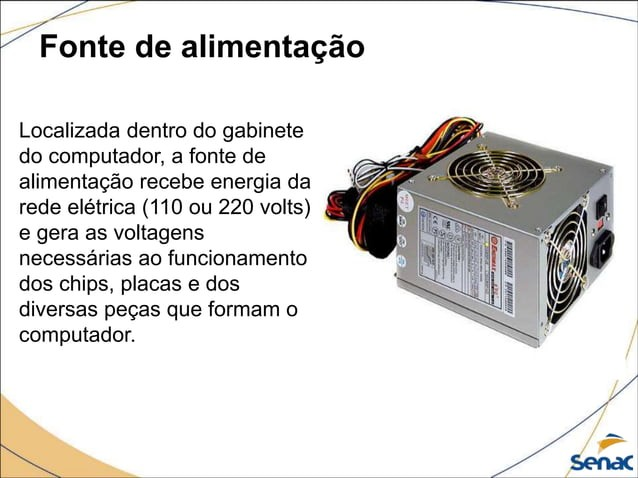 Fonte de alimentação
Localizada dentro do gabinete
do computador, a fonte de
alimentação recebe energia da
rede elétrica (110 ou 220 volts)
e gera as voltagens
necessárias ao funcionamento
dos chips, placas e dos
diversas peças que formam o
computador.
Senac